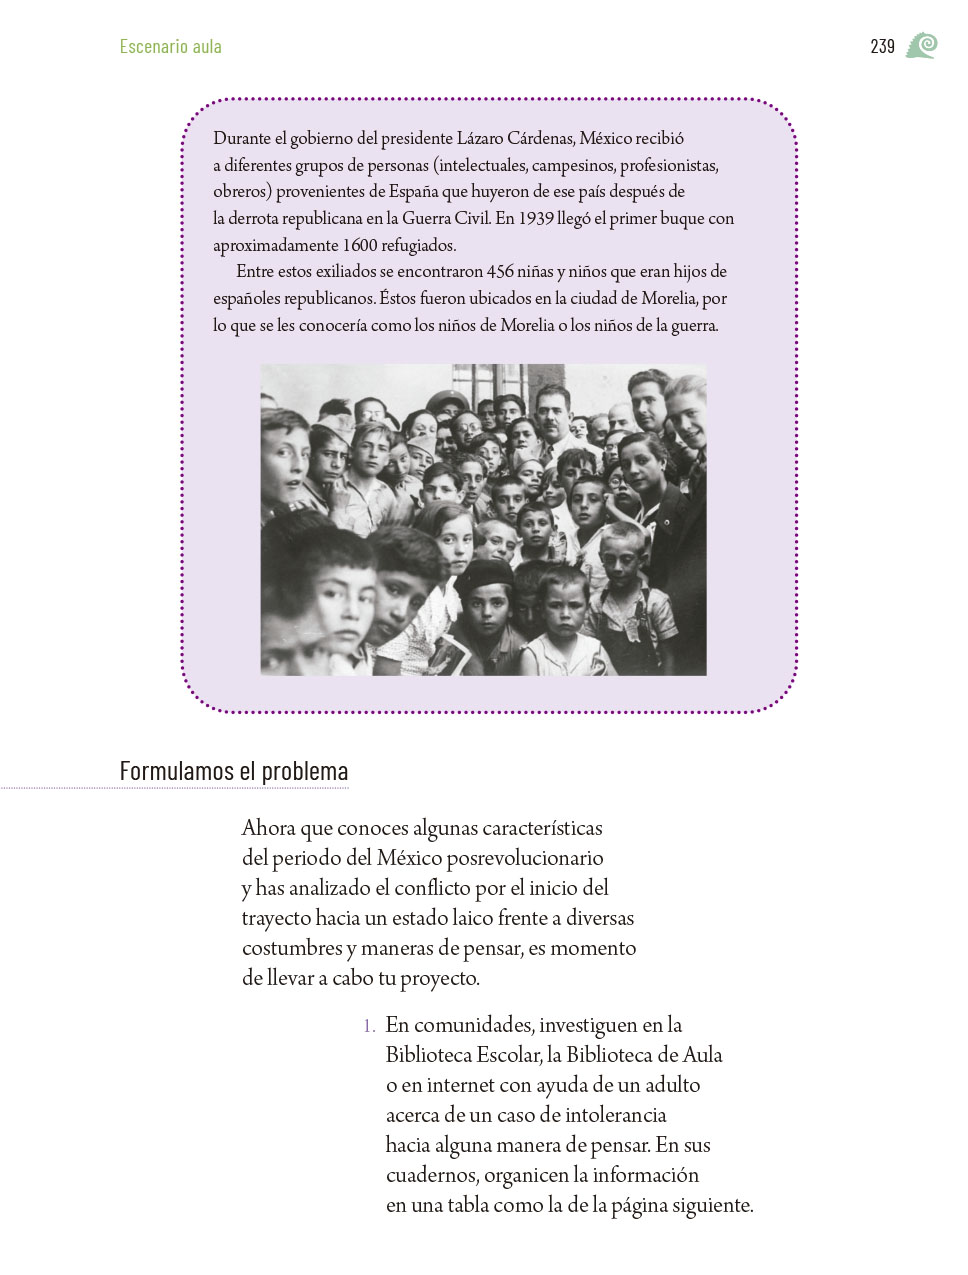 Escenario aula
239
Durante el gobierno del presidente Lázaro Cárdenas, México recibió
a diferentes grupos de personas (intelectuales, campesinos, profesionistas,
obreros) provenientes de España que huyeron de ese país después de
la derrota republicana en la Guerra Civil. En 1939 llegó el primer buque con
aproximadamente 1600 refugiados.
Entre estos exiliados se encontraron 456 niñas y niños que eran hijos de
españoles republicanos. Éstos fueron ubicados en la ciudad de Morelia, por
lo que se les conocería como los niños de Morelia o los niños de la guerra.
Formulamos el problema
Ahora que conoces algunas características
del periodo del México posrevolucionario
y has analizado el conflicto por el inicio del
trayecto hacia un estado laico frente a diversas
costumbres y maneras de pensar, es momento
de llevar a cabo tu proyecto.
1. En comunidades, investiguen en la
Biblioteca Escolar, la Biblioteca de Aula
o en internet con ayuda de un adulto
acerca de un caso de intolerancia
hacia alguna manera de pensar. En sus
cuadernos, organicen la información
en una tabla como la de la página siguiente.